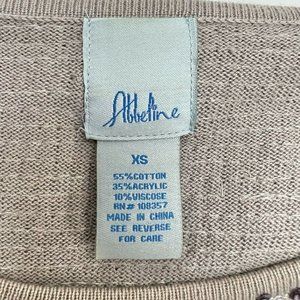 Abbeline
XS
55%COTTON
35%ACRYLIC
10%VISCOSE
RN# 108357
MADE IN CHINA
SEE REVERSE
FOR CARE